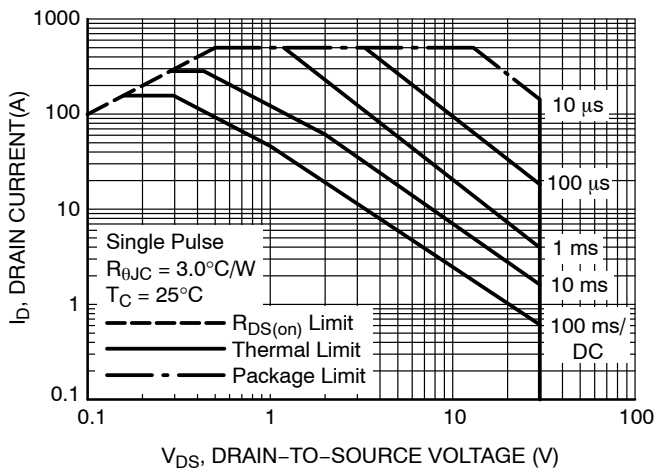 1000
100
10
1
0.1
I_D, DRAIN CURRENT(A)
10 µs
100 µs
1 ms
10 ms
100 ms/
DC
Single Pulse
R_θJC = 3.0°C/W
T_C = 25°C
R_DS(on) Limit
Thermal Limit
Package Limit
0.1
1
10
100
V_DS, DRAIN−TO−SOURCE VOLTAGE (V)